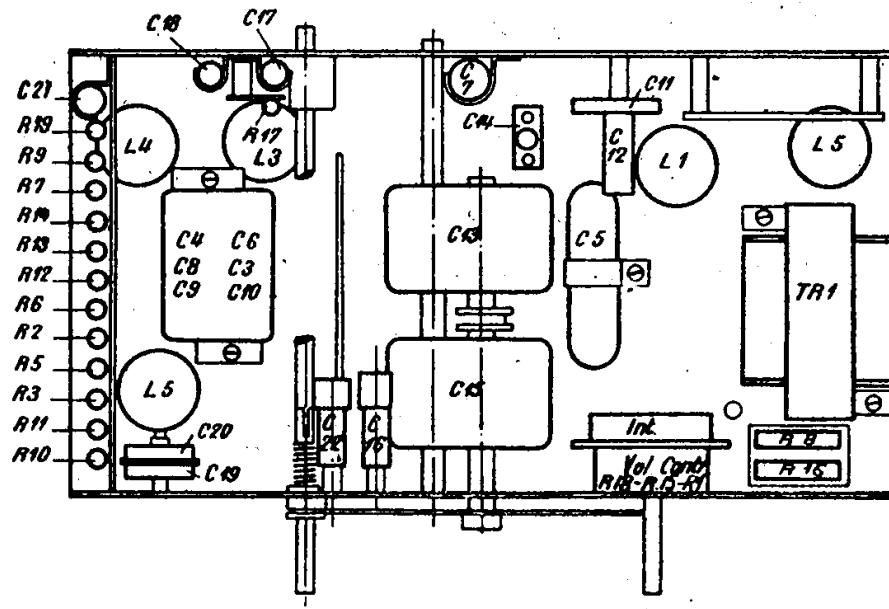 C18
C17
C21
R19
R9
R7
R14
R13
R12
R6
R2
R5
R3
R11
R10
L4
R17
L3
C4 C6
C8 C3
C9 C10
L5
C20
C19
C
22
C
16
C
7
C14
C13
C15
C11
C
12
C5
L1
L5
TR1
Int.
Vol Contr
R8
R16